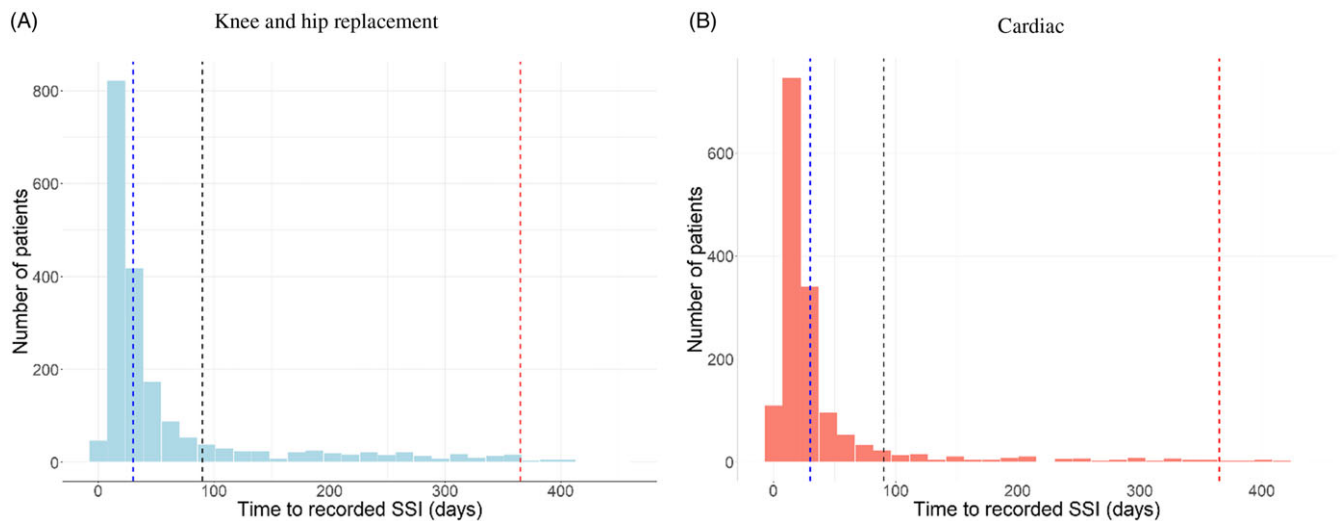 (A)
Knee and hip replacement
800
600
400
200
0
Number of patients
0 100 200 300 400
Time to recorded SSI (days)
(B)
Cardiac
600
400
200
0
Number of patients
0 100 200 300 400
Time to recorded SSI (days)